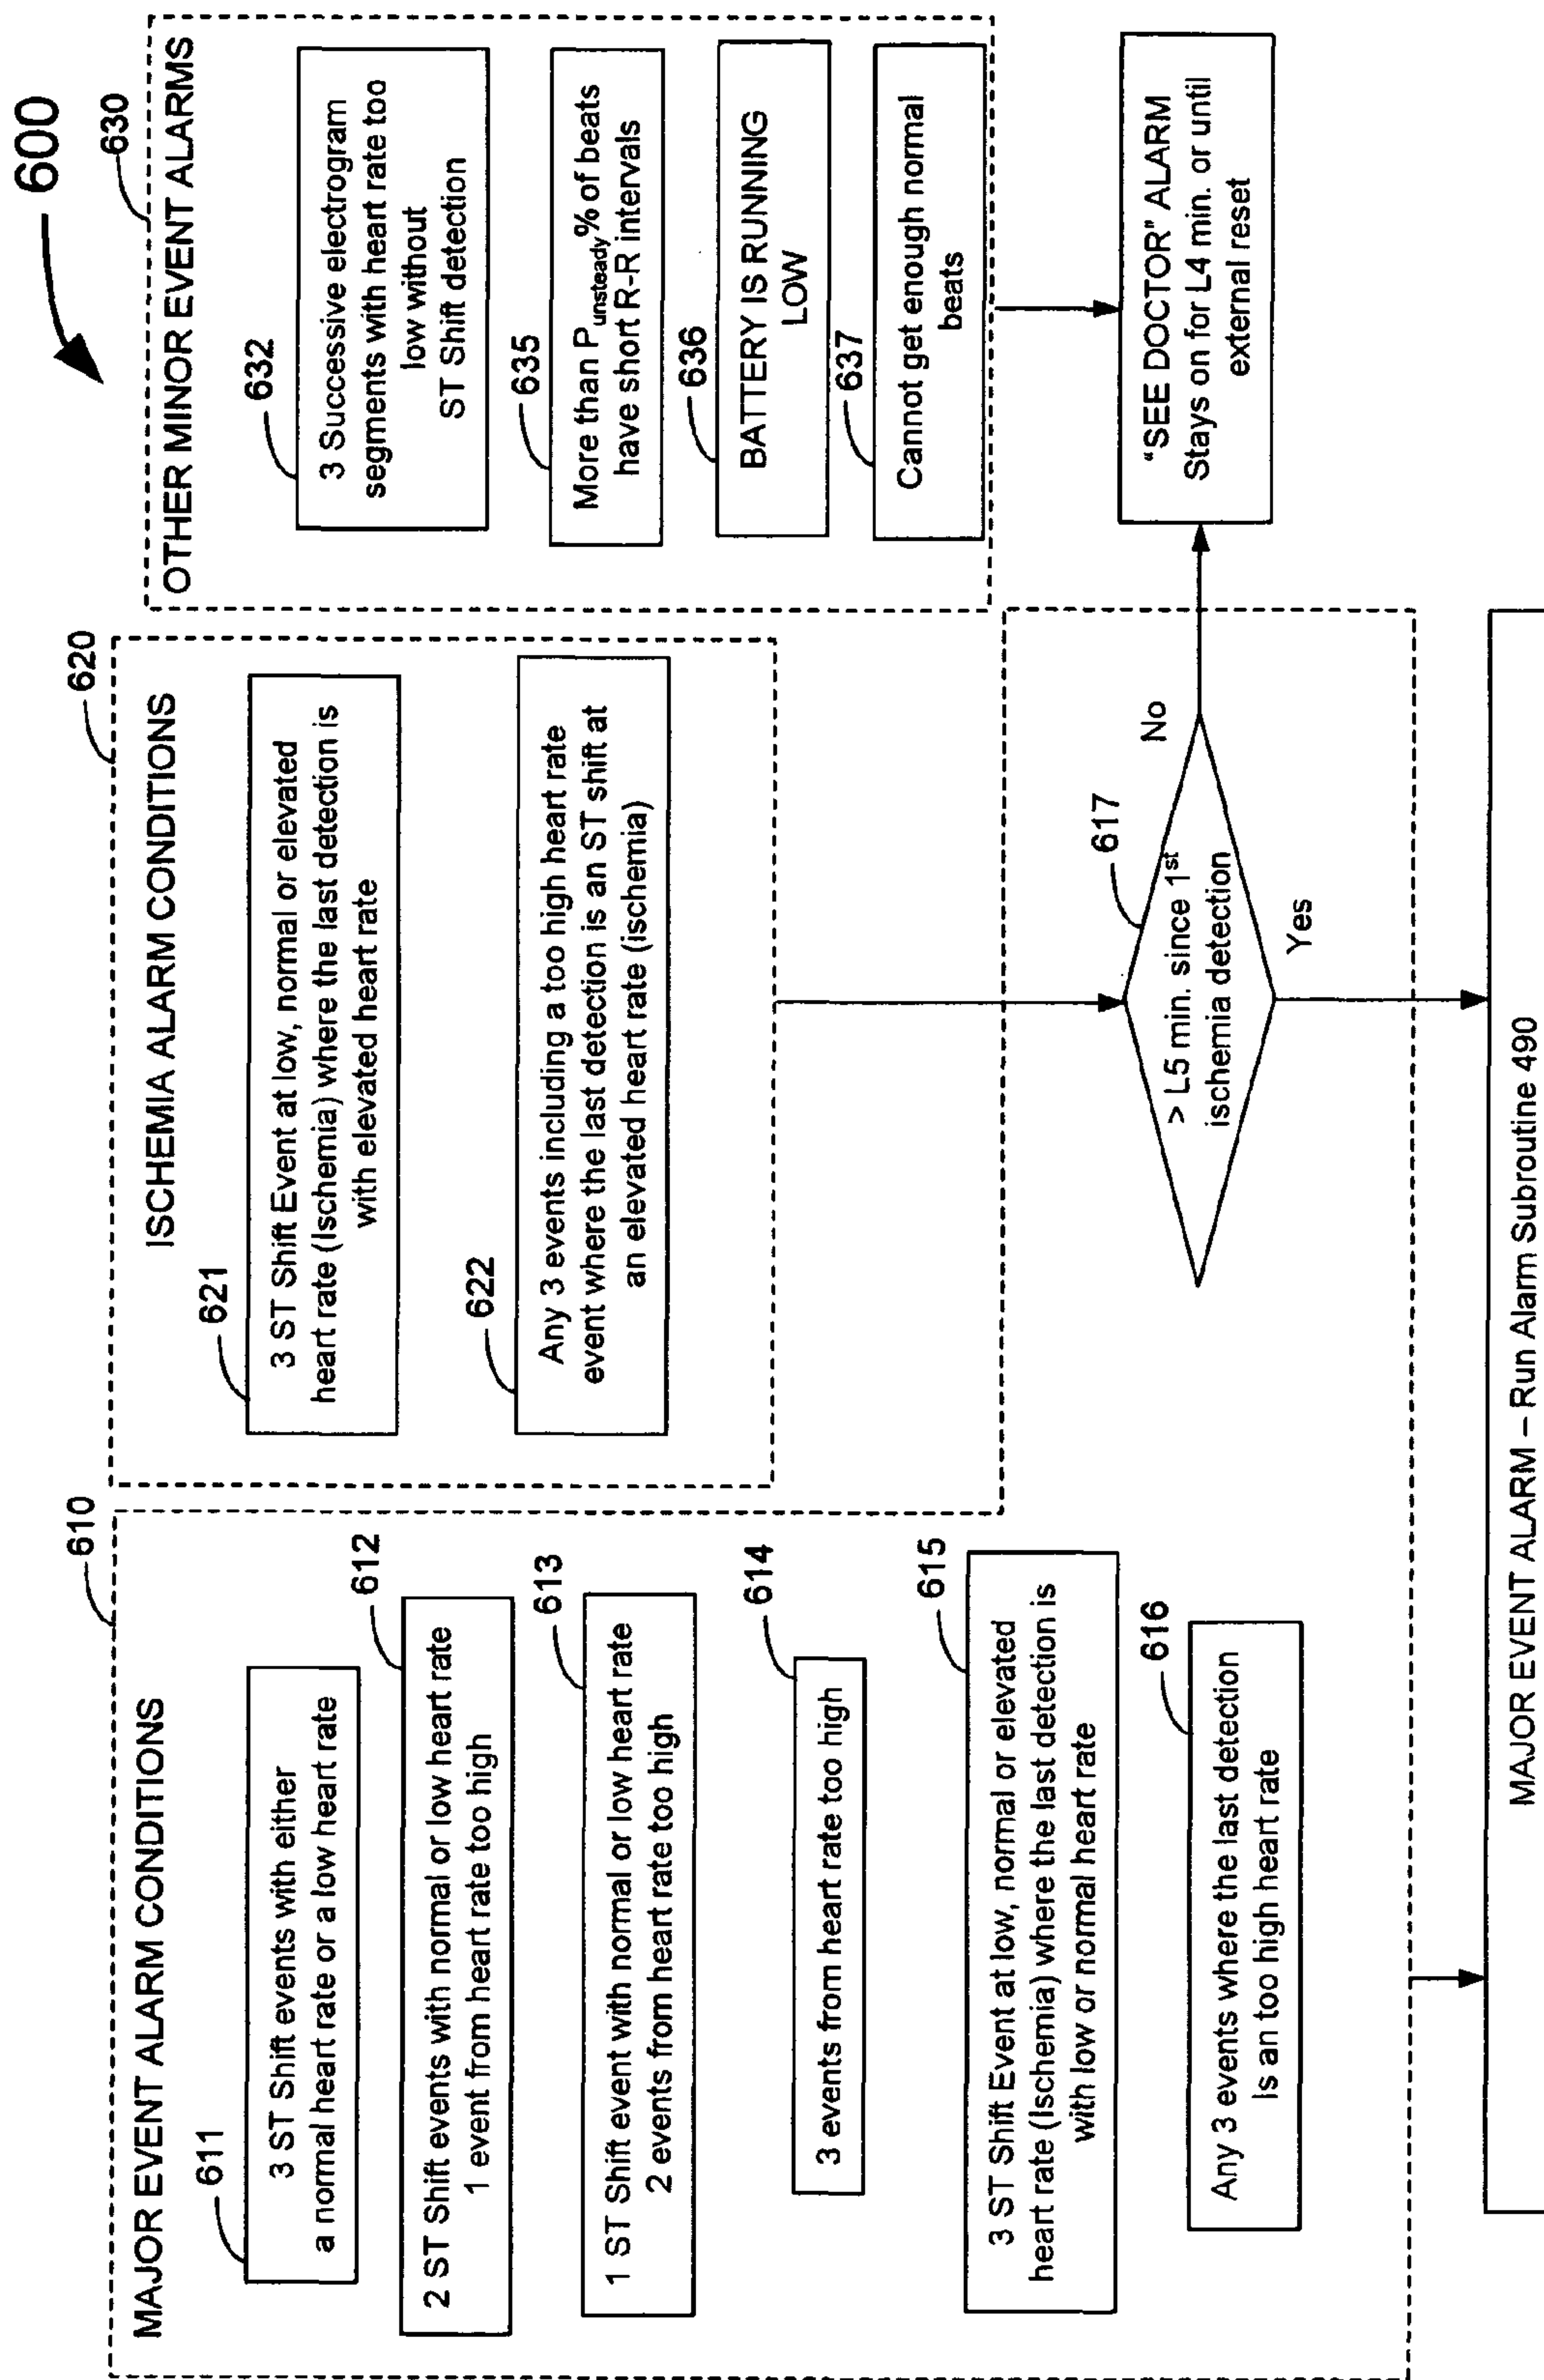 600
610
MAJOR EVENT ALARM CONDITIONS
611
3 ST Shift events with either
a normal heart rate or a low heart rate
612
2 ST Shift events with normal or low heart rate
1 event from heart rate too high
613
1 ST Shift event with normal or low heart rate
2 events from heart rate too high
614
3 events from heart rate too high
615
3 ST Shift Event at low, normal or elevated
heart rate (Ischemia) where the last detection is
with low or normal heart rate
616
Any 3 events where the last detection
Is an too high heart rate
620
ISCHEMIA ALARM CONDITIONS
621
3 ST Shift Event at low, normal or elevated
heart rate (Ischemia) where the last detection is
with elevated heart rate
622
Any 3 events including a too high heart rate
event where the last detection is an ST shift at
an elevated heart rate (ischemia)
617
> L5 min. since 1st
ischemia detection
No
Yes
630
OTHER MINOR EVENT ALARMS
632
3 Successive electrogram
segments with heart rate too
low without
ST Shift detection
635
More than Punsteady% of beats
have short R-R intervals
636
BATTERY IS RUNNING
LOW
637
Cannot get enough normal
beats
"SEE DOCTOR" ALARM
Stays on for L4 min. or until
external reset
MAJOR EVENT ALARM – Run Alarm Subroutine 490